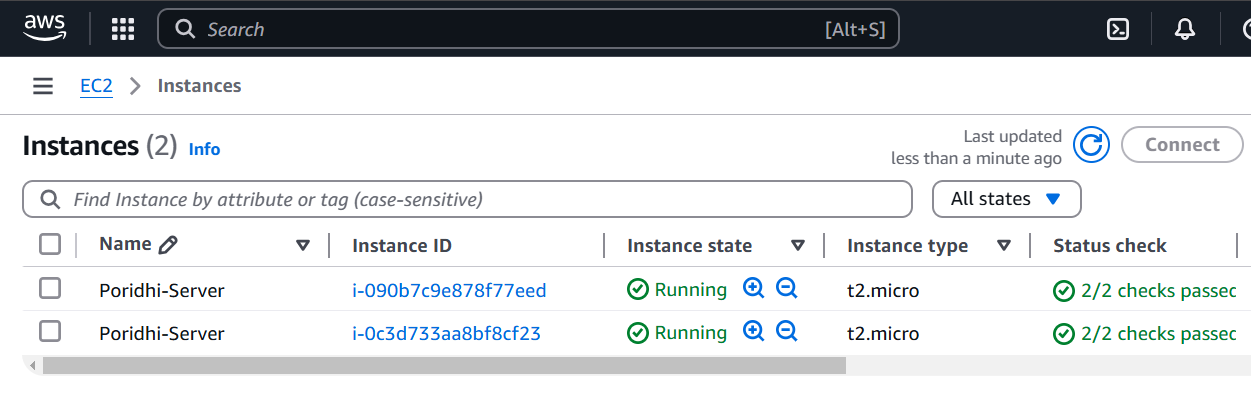 aws Search [Alt+S]
EC2 Instances
Instances (2) Info
Last updated
less than a minute ago
Connect
Find Instance by attribute or tag (case-sensitive) All states
Name Instance ID Instance state Instance type Status check
Poridhi-Server i-090b7c9e878f77eed Running t2.micro 2/2 checks passed
Poridhi-Server i-0c3d733aa8bf8cf23 Running t2.micro 2/2 checks passed